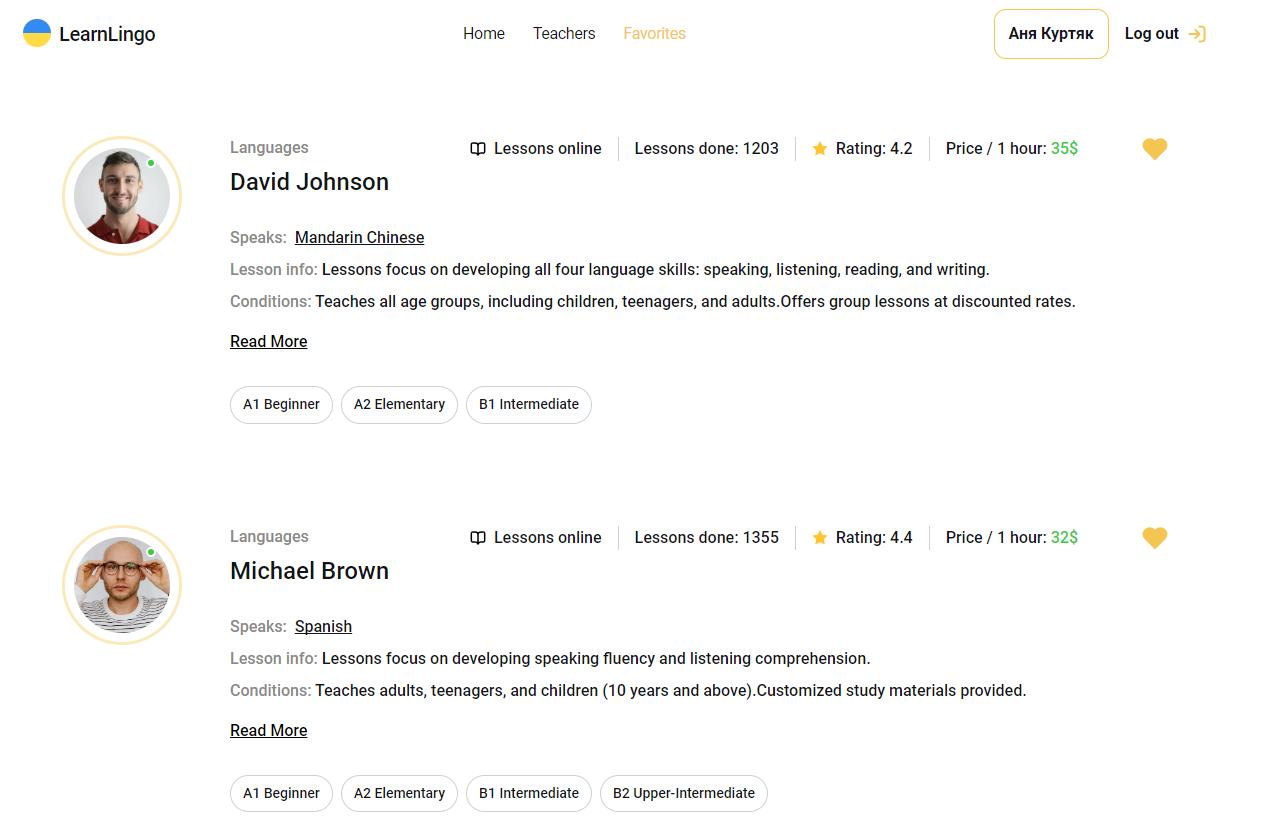 LearnLingo Home Teachers Favorites Аня Куртяк Log out
Languages Lessons online Lessons done: 1203 Rating: 4.2 Price / 1 hour: 35$
David Johnson
Speaks: Mandarin Chinese
Lesson info: Lessons focus on developing all four language skills: speaking, listening, reading, and writing.
Conditions: Teaches all age groups, including children, teenagers, and adults.Offers group lessons at discounted rates.
Read More
A1 Beginner A2 Elementary B1 Intermediate
Languages Lessons online Lessons done: 1355 Rating: 4.4 Price / 1 hour: 32$
Michael Brown
Speaks: Spanish
Lesson info: Lessons focus on developing speaking fluency and listening comprehension.
Conditions: Teaches adults, teenagers, and children (10 years and above).Customized study materials provided.
Read More
A1 Beginner A2 Elementary B1 Intermediate B2 Upper-Intermediate